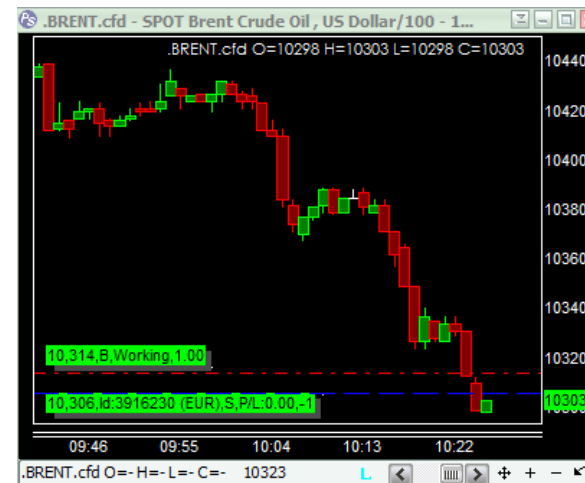 .BRENT.cfd - SPOT Brent Crude Oil , US Dollar/100 - 1...
.BRENT.cfd O=10298 H=10303 L=10298 C=10303
10440
10420
10400
10380
10360
10340
10,314,B,Working,1.00
10320
10,306,Id:3916230 (EUR),S,P/L:0.00,-1
10303
09:46 09:55 10:04 10:13 10:22
.BRENT.cfd O=- H=- L=- C=- 10323 L